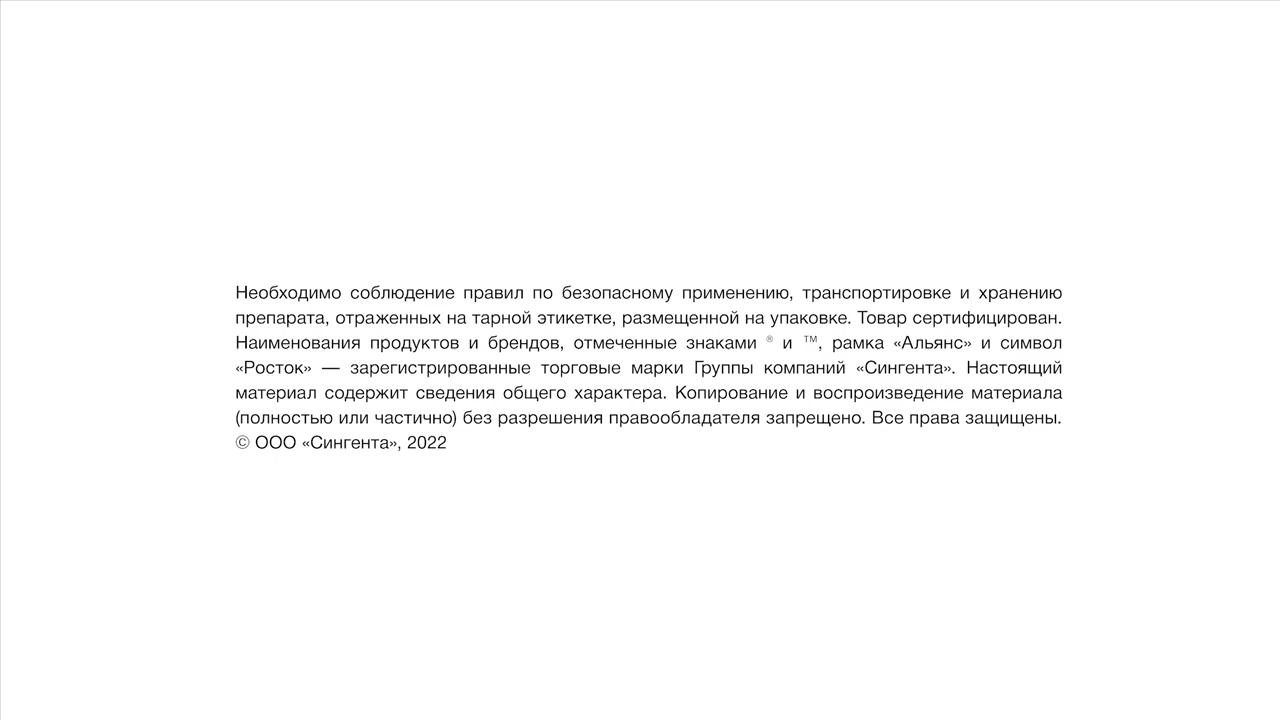 Необходимо соблюдение правил по безопасному применению, транспортировке и хранению
препарата, отраженных на тарной этикетке, размещенной на упаковке. Товар сертифицирован.
Наименования продуктов и брендов, отмеченные знаками ® и ™, рамка «Альянс» и символ
«Росток» — зарегистрированные торговые марки Группы компаний «Сингента». Настоящий
материал содержит сведения общего характера. Копирование и воспроизведение материала
(полностью или частично) без разрешения правообладателя запрещено. Все права защищены.
© ООО «Сингента», 2022